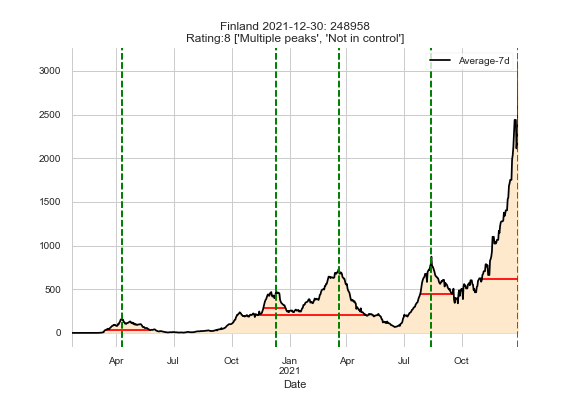 Finland 2021-12-30: 248958
Rating:8 ['Multiple peaks', 'Not in control']
Average-7d
3000
2500
2000
1500
1000
500
0
Apr Jul Oct Jan Apr Jul Oct
2021
Date